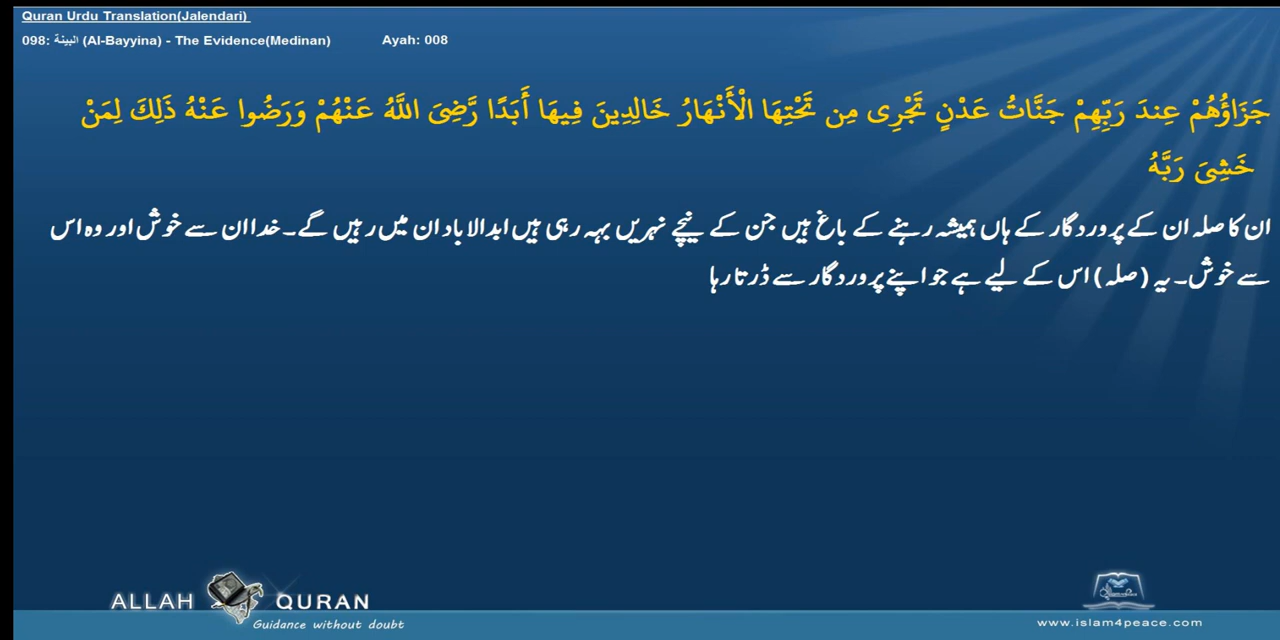 Quran Urdu Translation(Jalendari)
098: البينة (Al-Bayyina) - The Evidence(Medinan) Ayah: 008
جَزَاؤُهُمْ عِندَ رَبِّهِمْ جَنَّاتُ عَدْنٍ تَجْرِى مِن تَحْتِهَا الْأَنْهَارُ خَالِدِينَ فِيهَا أَبَدًا رَّضِىَ اللَّهُ عَنْهُمْ وَرَضُوا عَنْهُ ذَلِكَ لِمَنْ
خَشِىَ رَبَّهُ
ان کا صلہ ان کے پروردگار کے ہاں ہمیشہ رہنے کے باغ ہیں جن کے نیچے نہریں بہہ رہی ہیں ابدالاباد ان میں رہیں گے۔ خدا ان سے خوش اور وہ اس
سے خوش۔ یہ (صلہ) اس کے لیے ہے جو اپنے پروردگار سے ڈرتا رہا
ALLAH QURAN
Guidance without doubt
www.islam4peace.com